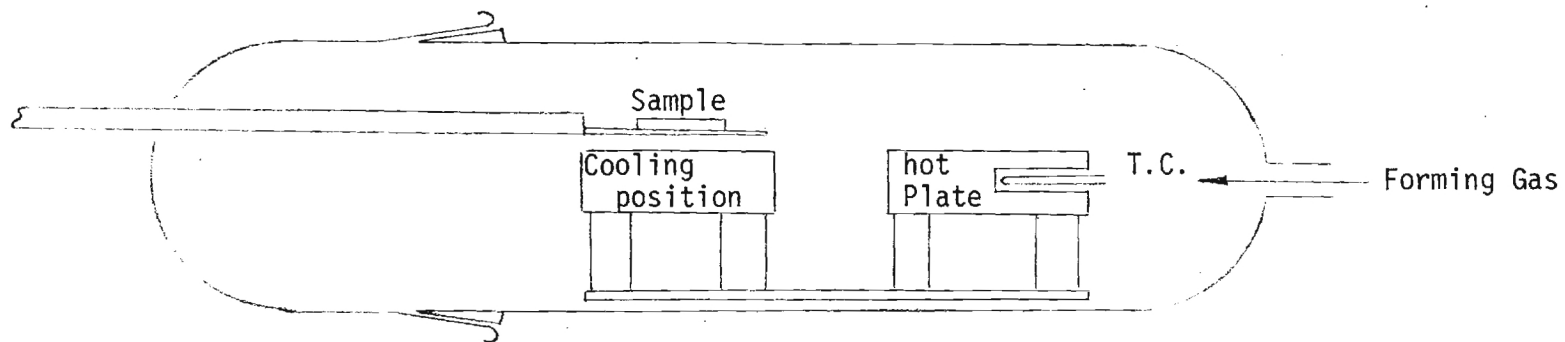 Sample
Cooling
position
hot
Plate
T.C.
Forming Gas